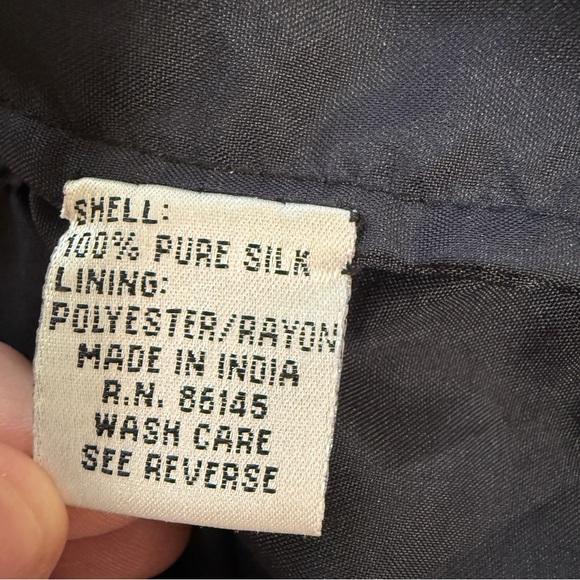 SHELL:
100% PURE SILK
LINING:
POLYESTER/RAYON
MADE IN INDIA
R.N. 86145
WASH CARE
SEE REVERSE